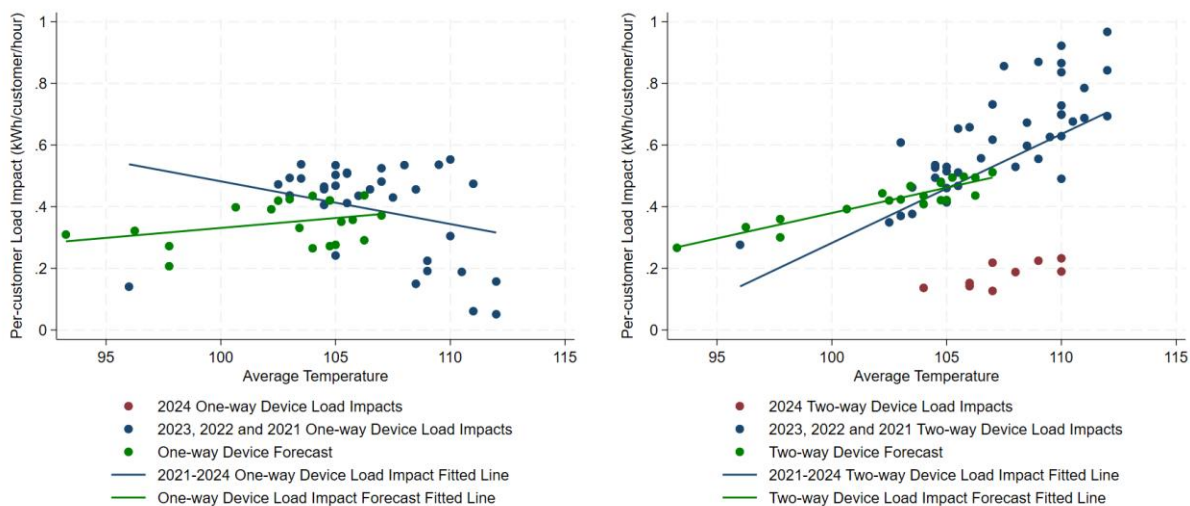 Per-customer Load Impact (kWh/customer/hour)
1
.8
.6
.4
.2
0
95
100
105
110
115
Average Temperature
2024 One-way Device Load Impacts
2023, 2022 and 2021 One-way Device Load Impacts
One-way Device Forecast
2021-2024 One-way Device Load Impact Fitted Line
One-way Device Load Impact Forecast Fitted Line
Per-customer Load Impact (kWh/customer/hour)
1
.8
.6
.4
.2
0
95
100
105
110
115
Average Temperature
2024 Two-way Device Load Impacts
2023, 2022 and 2021 Two-way Device Load Impacts
Two-way Device Forecast
2021-2024 Two-way Device Load Impact Fitted Line
Two-way Device Load Impact Forecast Fitted Line